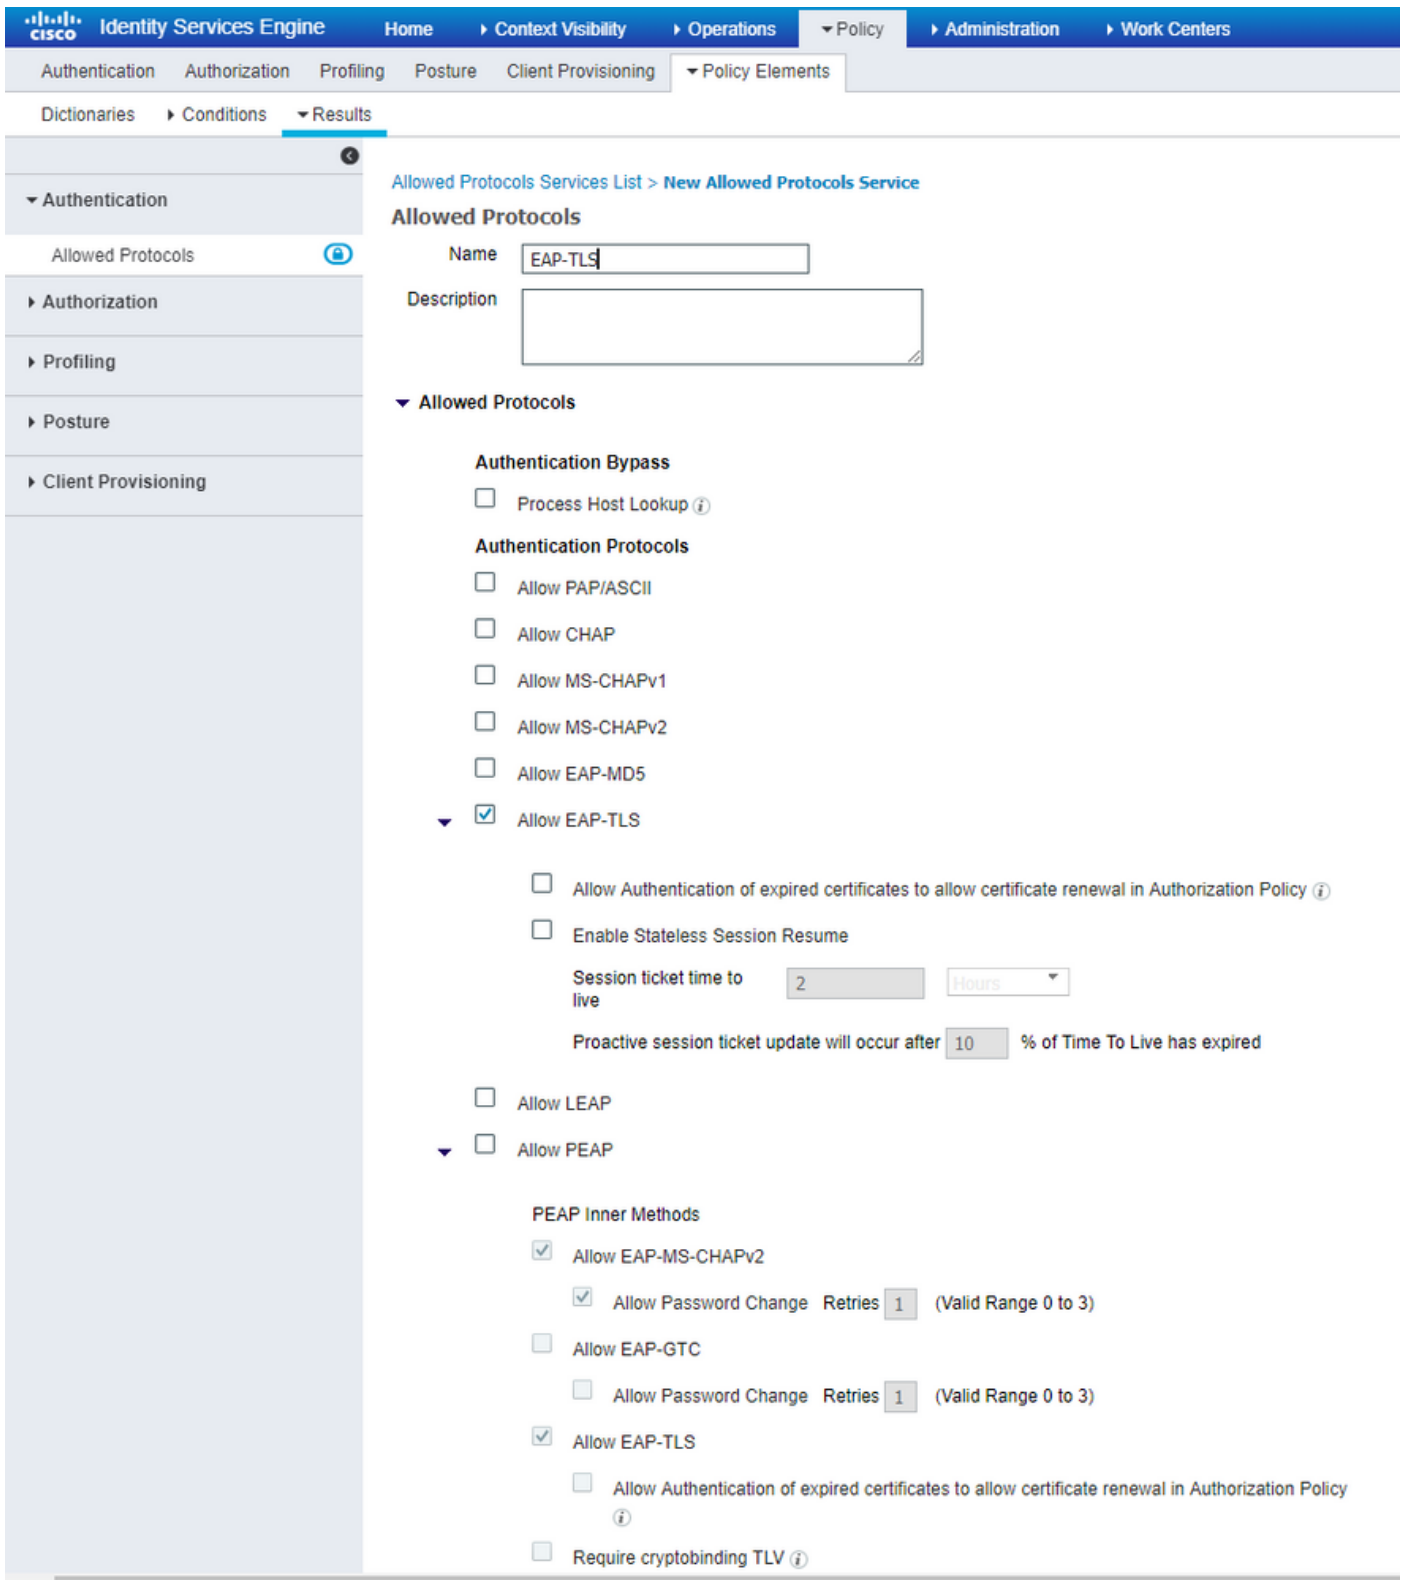 CISCO Identity Services Engine Home Context Visibility Operations Policy Administration Work Centers
Authentication Authorization Profiling Posture Client Provisioning Policy Elements
Dictionaries Conditions Results
Authentication
Allowed Protocols
Authorization
Profiling
Posture
Client Provisioning
Allowed Protocols Services List > New Allowed Protocols Service
Allowed Protocols
Name EAP-TLS
Description
Allowed Protocols
Authentication Bypass
Process Host Lookup
Authentication Protocols
Allow PAP/ASCII
Allow CHAP
Allow MS-CHAPv1
Allow MS-CHAPv2
Allow EAP-MD5
Allow EAP-TLS
Allow Authentication of expired certificates to allow certificate renewal in Authorization Policy
Enable Stateless Session Resume
Session ticket time to
live 2 Hours
Proactive session ticket update will occur after 10 % of Time To Live has expired
Allow LEAP
Allow PEAP
PEAP Inner Methods
Allow EAP-MS-CHAPv2
Allow Password Change Retries 1 (Valid Range 0 to 3)
Allow EAP-GTC
Allow Password Change Retries 1 (Valid Range 0 to 3)
Allow EAP-TLS
Allow Authentication of expired certificates to allow certificate renewal in Authorization Policy
Require cryptobinding TLV